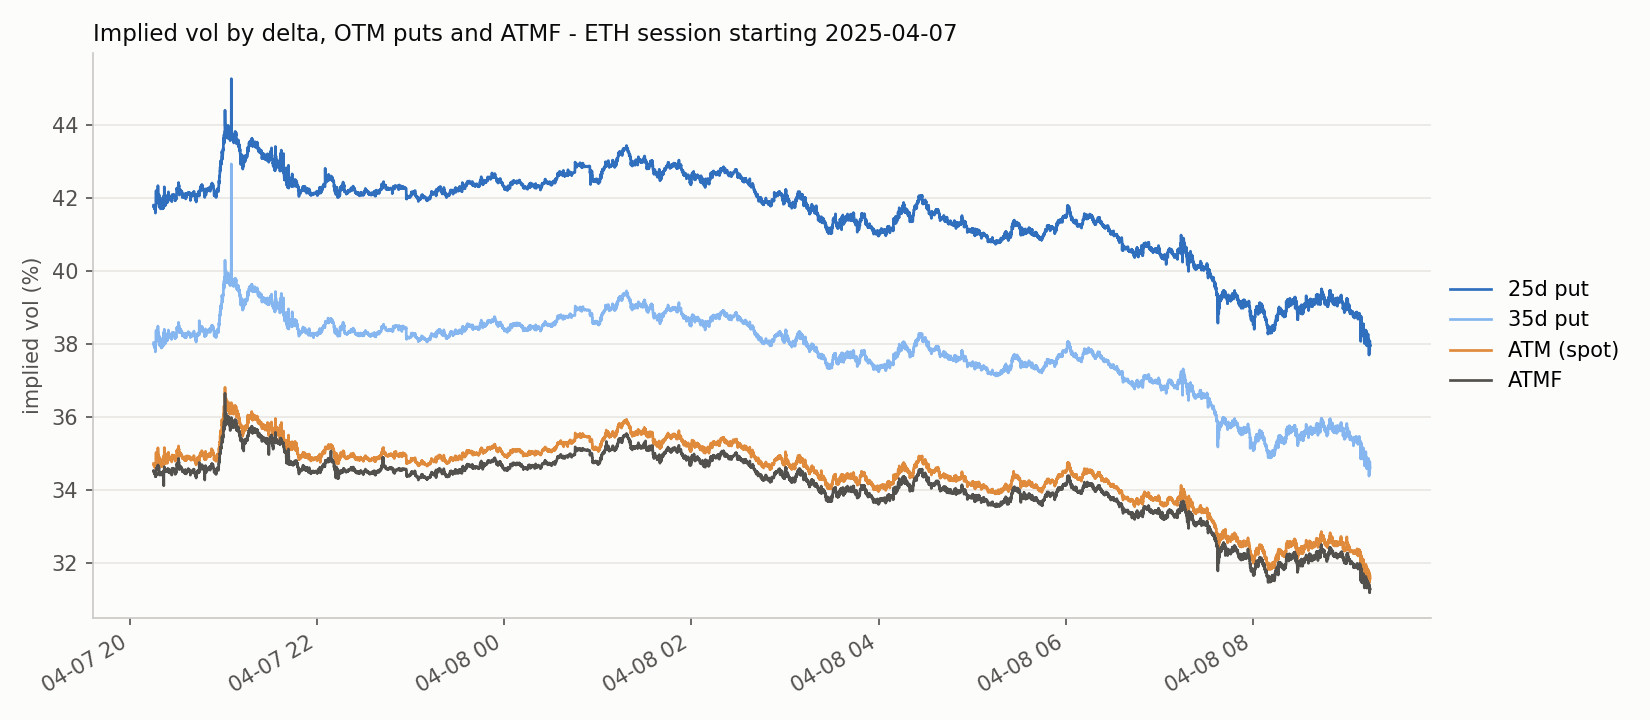 Implied vol by delta, OTM puts and ATMF - ETH session starting 2025-04-07
implied vol (%)
44
42
40
38
36
34
32
04-07 20
04-07 22
04-08 00
04-08 02
04-08 04
04-08 06
04-08 08
25d put
35d put
ATM (spot)
ATMF